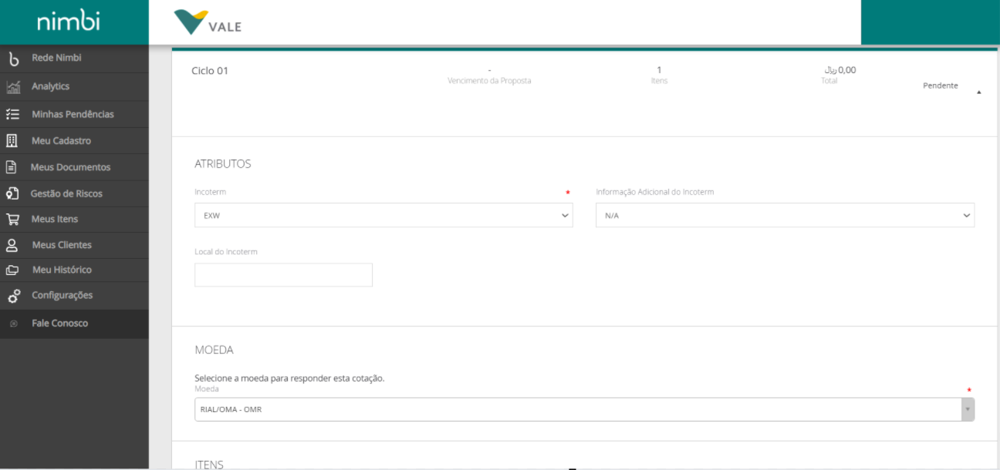 nimbi
VALE
Rede Nimbi
Analytics
Minhas Pendências
Meu Cadastro
Meus Documentos
Gestão de Riscos
Meus Itens
Meus Clientes
Meu Histórico
Configurações
Fale Conosco
Ciclo 01
-
Vencimento da Proposta
1
Itens
﷼ 0,00
Total
Pendente
ATRIBUTOS
Incoterm *
EXW
Informação Adicional do Incoterm
N/A
Local do Incoterm
MOEDA
Selecione a moeda para responder esta cotação.
Moeda *
RIAL/OMA - OMR
ITENS